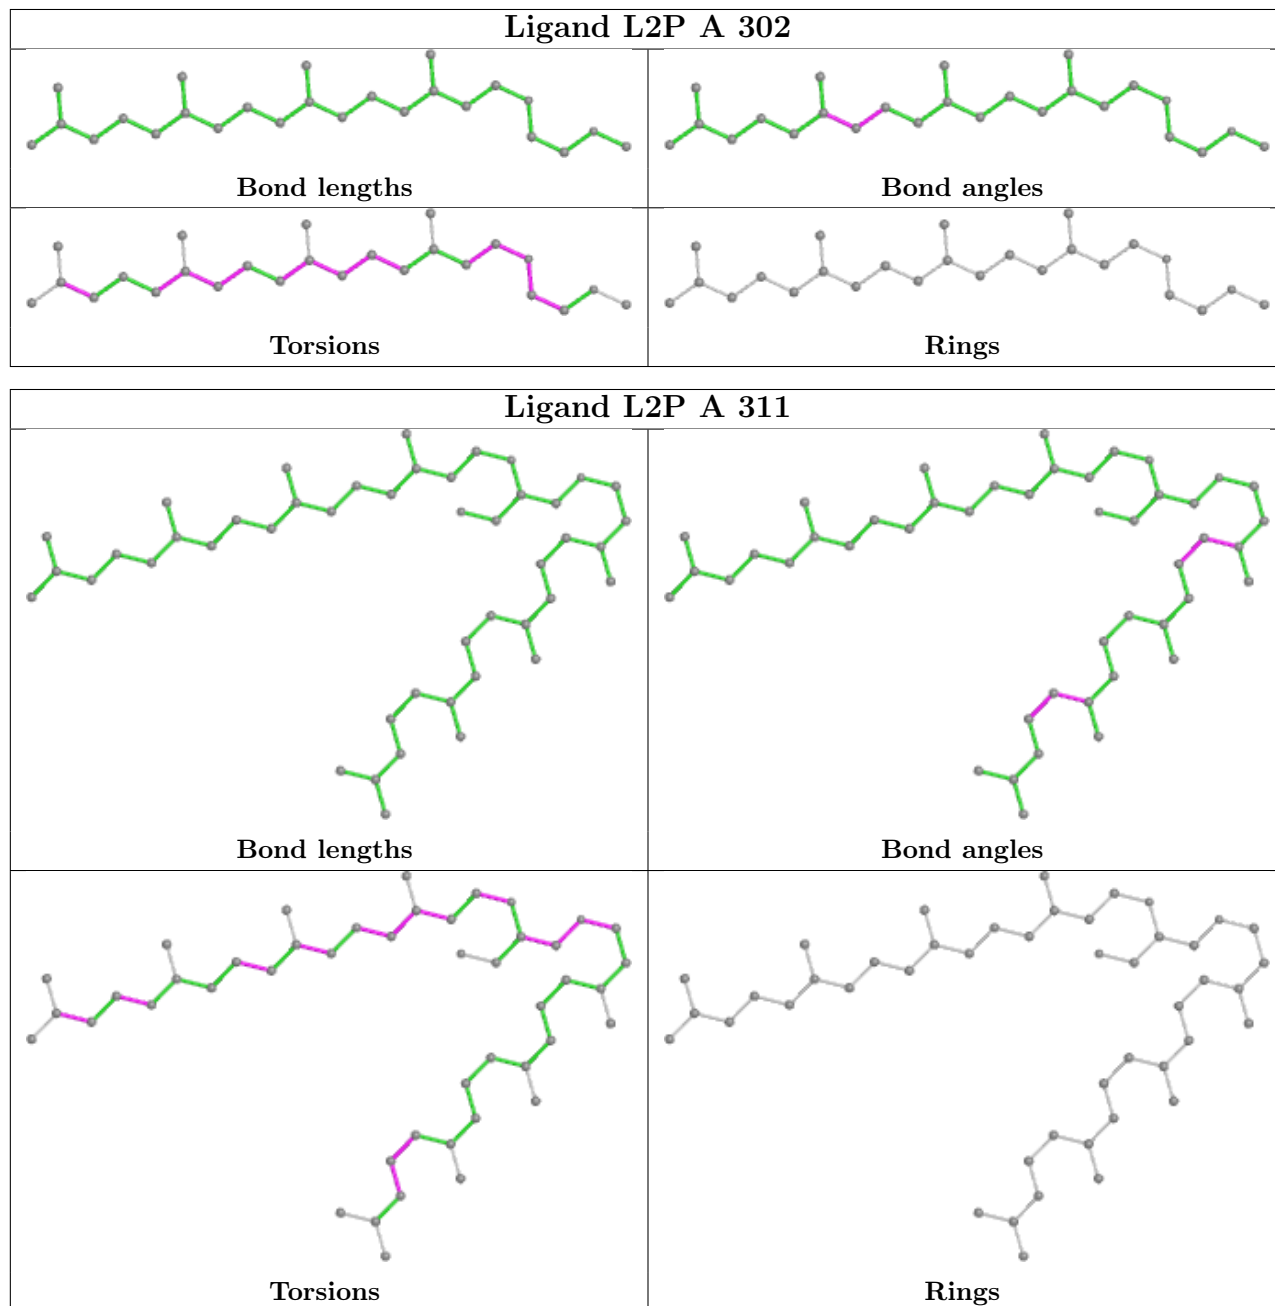 Ligand L2P A 302
Bond lengths
Bond angles
Torsions
Rings
Ligand L2P A 311
Bond lengths
Bond angles
Torsions
Rings